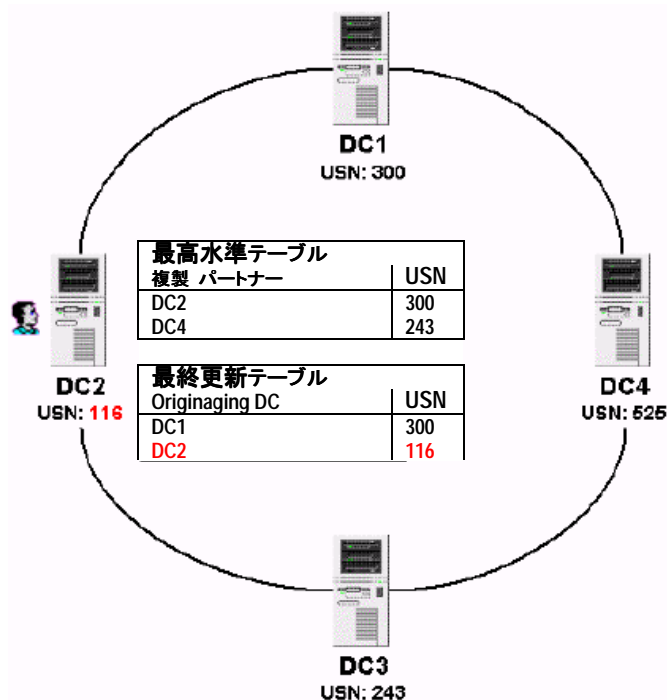 DC1
USN: 300
最高水準テーブル
複製 パートナー USN
DC2 300
DC4 243
最終更新テーブル
Originaging DC USN
DC1 300
DC2 116
DC2
USN: 116
DC4
USN: 525
DC3
USN: 243